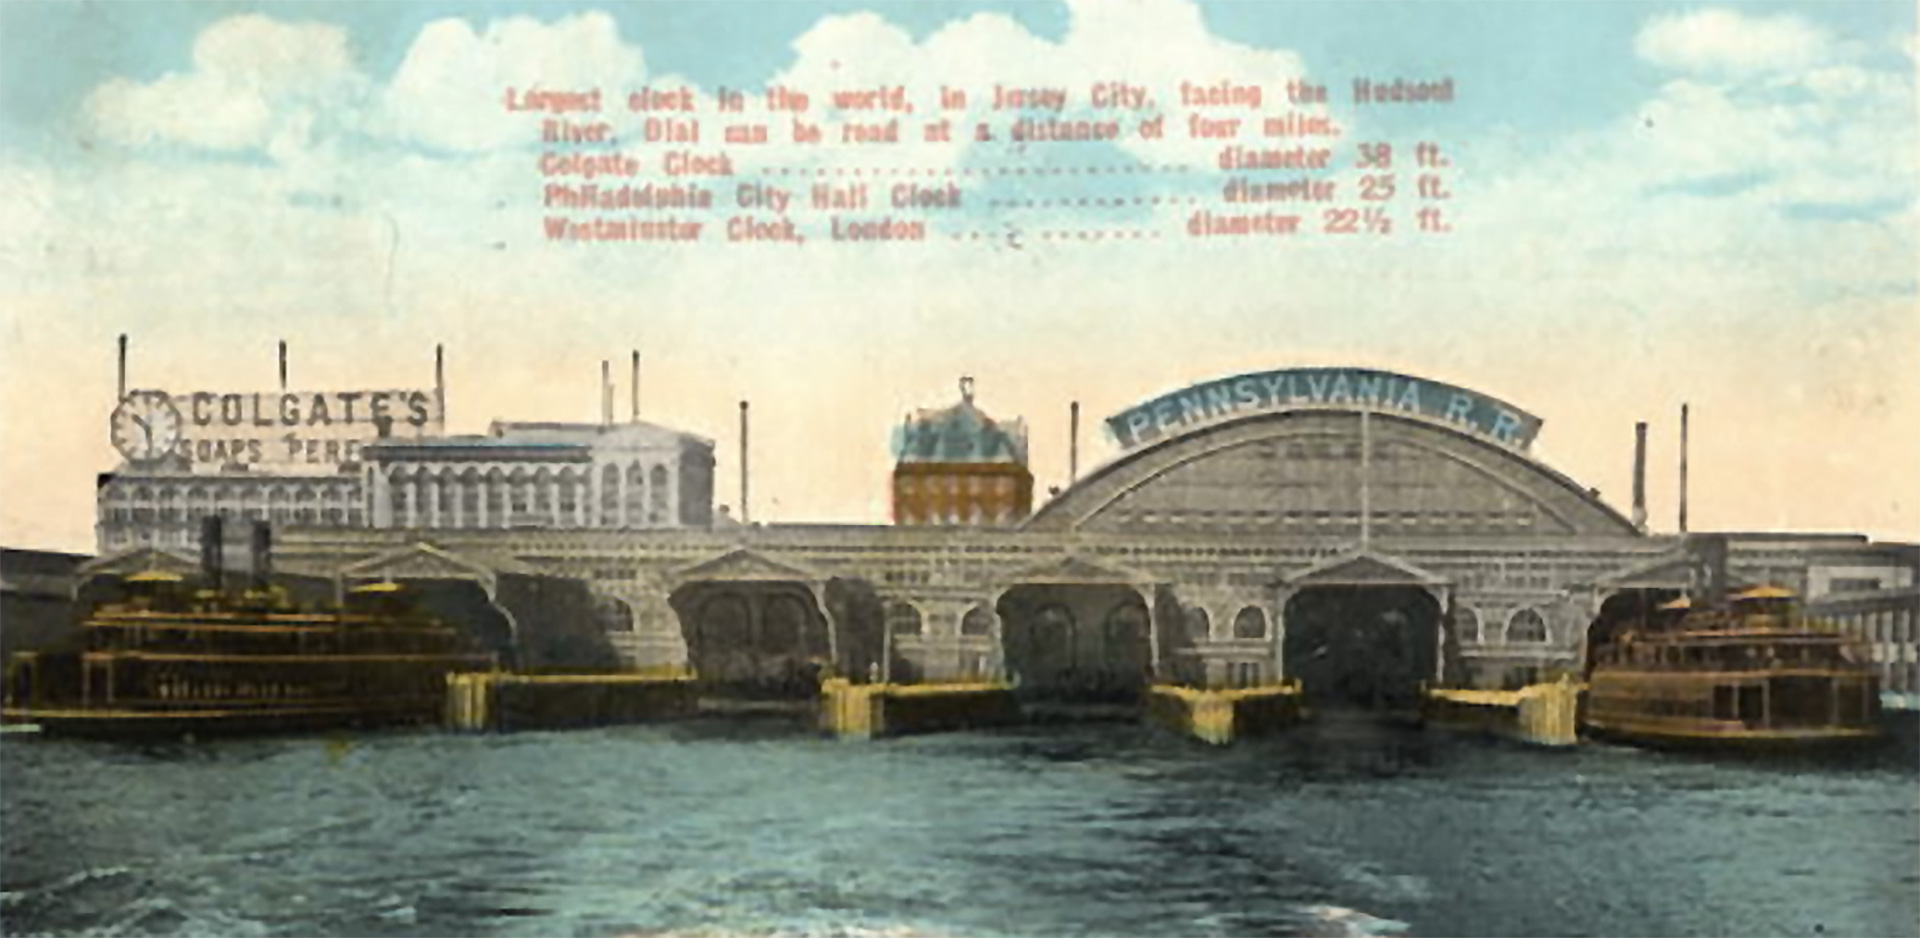 Largest clock in the world, in Jersey City, facing the Hudson
River. Dial can be read at a distance of four miles.
Colgate Clock .......................... diameter 38 ft.
Philadelphia City Hall Clock ............ diameter 25 ft.
Westminster Clock, London ............ diameter 22½ ft.
COLGATE'S
SOAPS PERF
PENNSYLVANIA R. R.